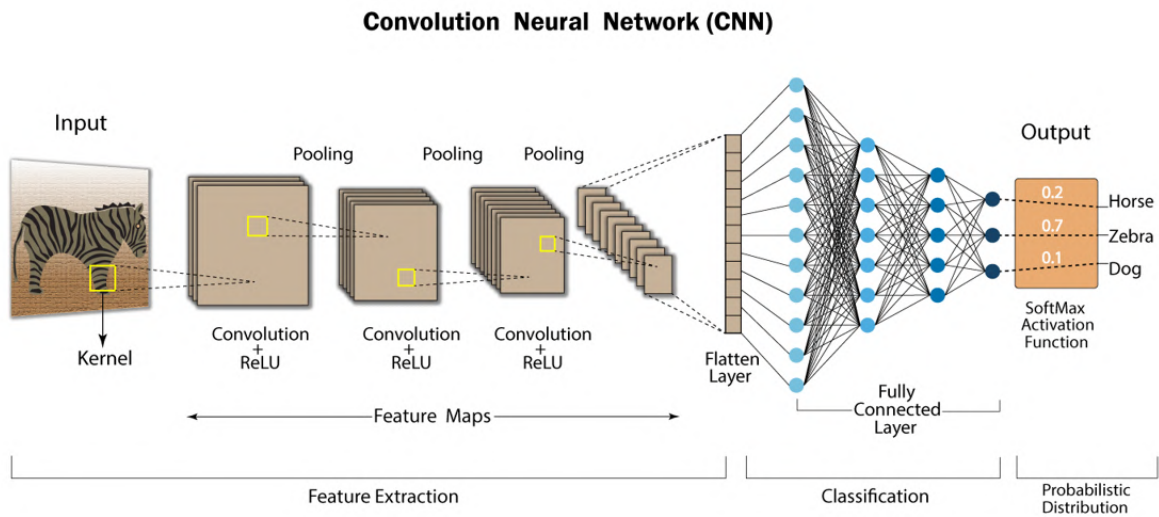 Convolution Neural Network (CNN)
Input
Output
Pooling
Pooling
Pooling
Kernel
Convolution
+
ReLU
Convolution
+
ReLU
Convolution
+
ReLU
Flatten
Layer
0.2
0.7
0.1
Horse
Zebra
Dog
SoftMax
Activation
Function
Feature Maps
Fully
Connected
Layer
Feature Extraction
Classification
Probabilistic
Distribution